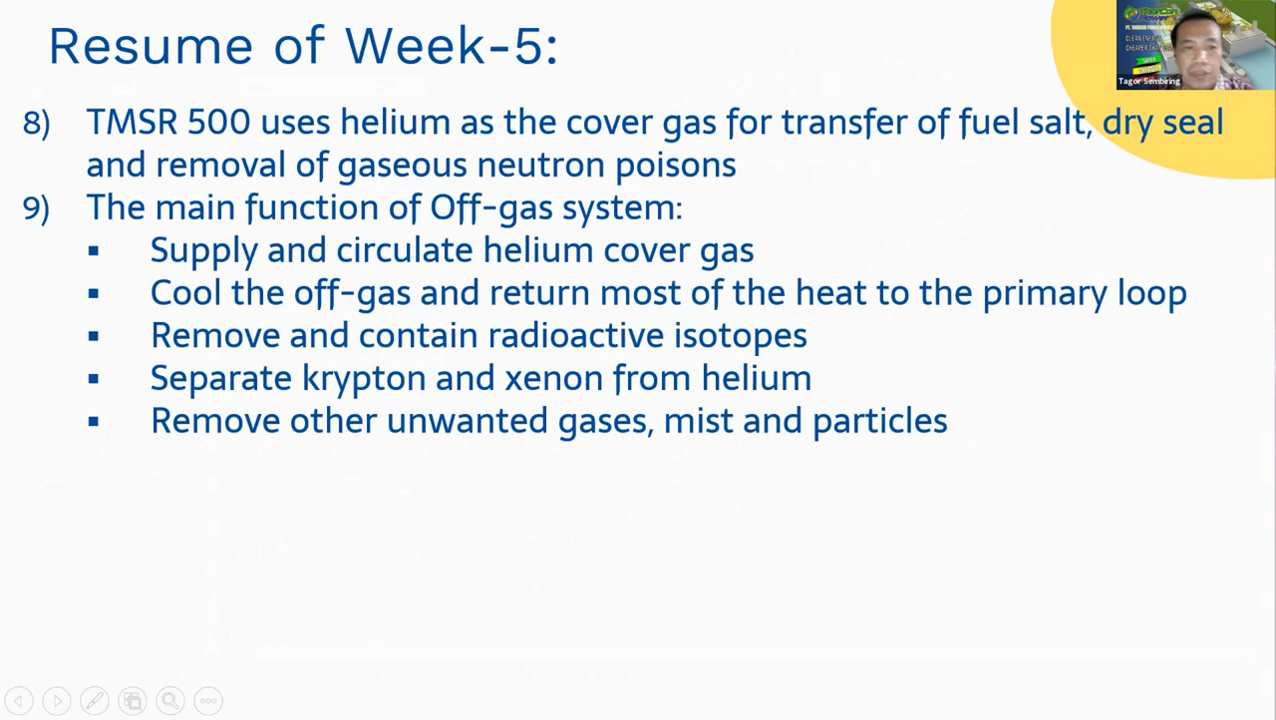 Resume of Week-5:
8) TMSR 500 uses helium as the cover gas for transfer of fuel salt, dry seal
and removal of gaseous neutron poisons
9) The main function of Off-gas system:
▪ Supply and circulate helium cover gas
▪ Cool the off-gas and return most of the heat to the primary loop
▪ Remove and contain radioactive isotopes
▪ Separate krypton and xenon from helium
▪ Remove other unwanted gases, mist and particles
Tagor Sembiring